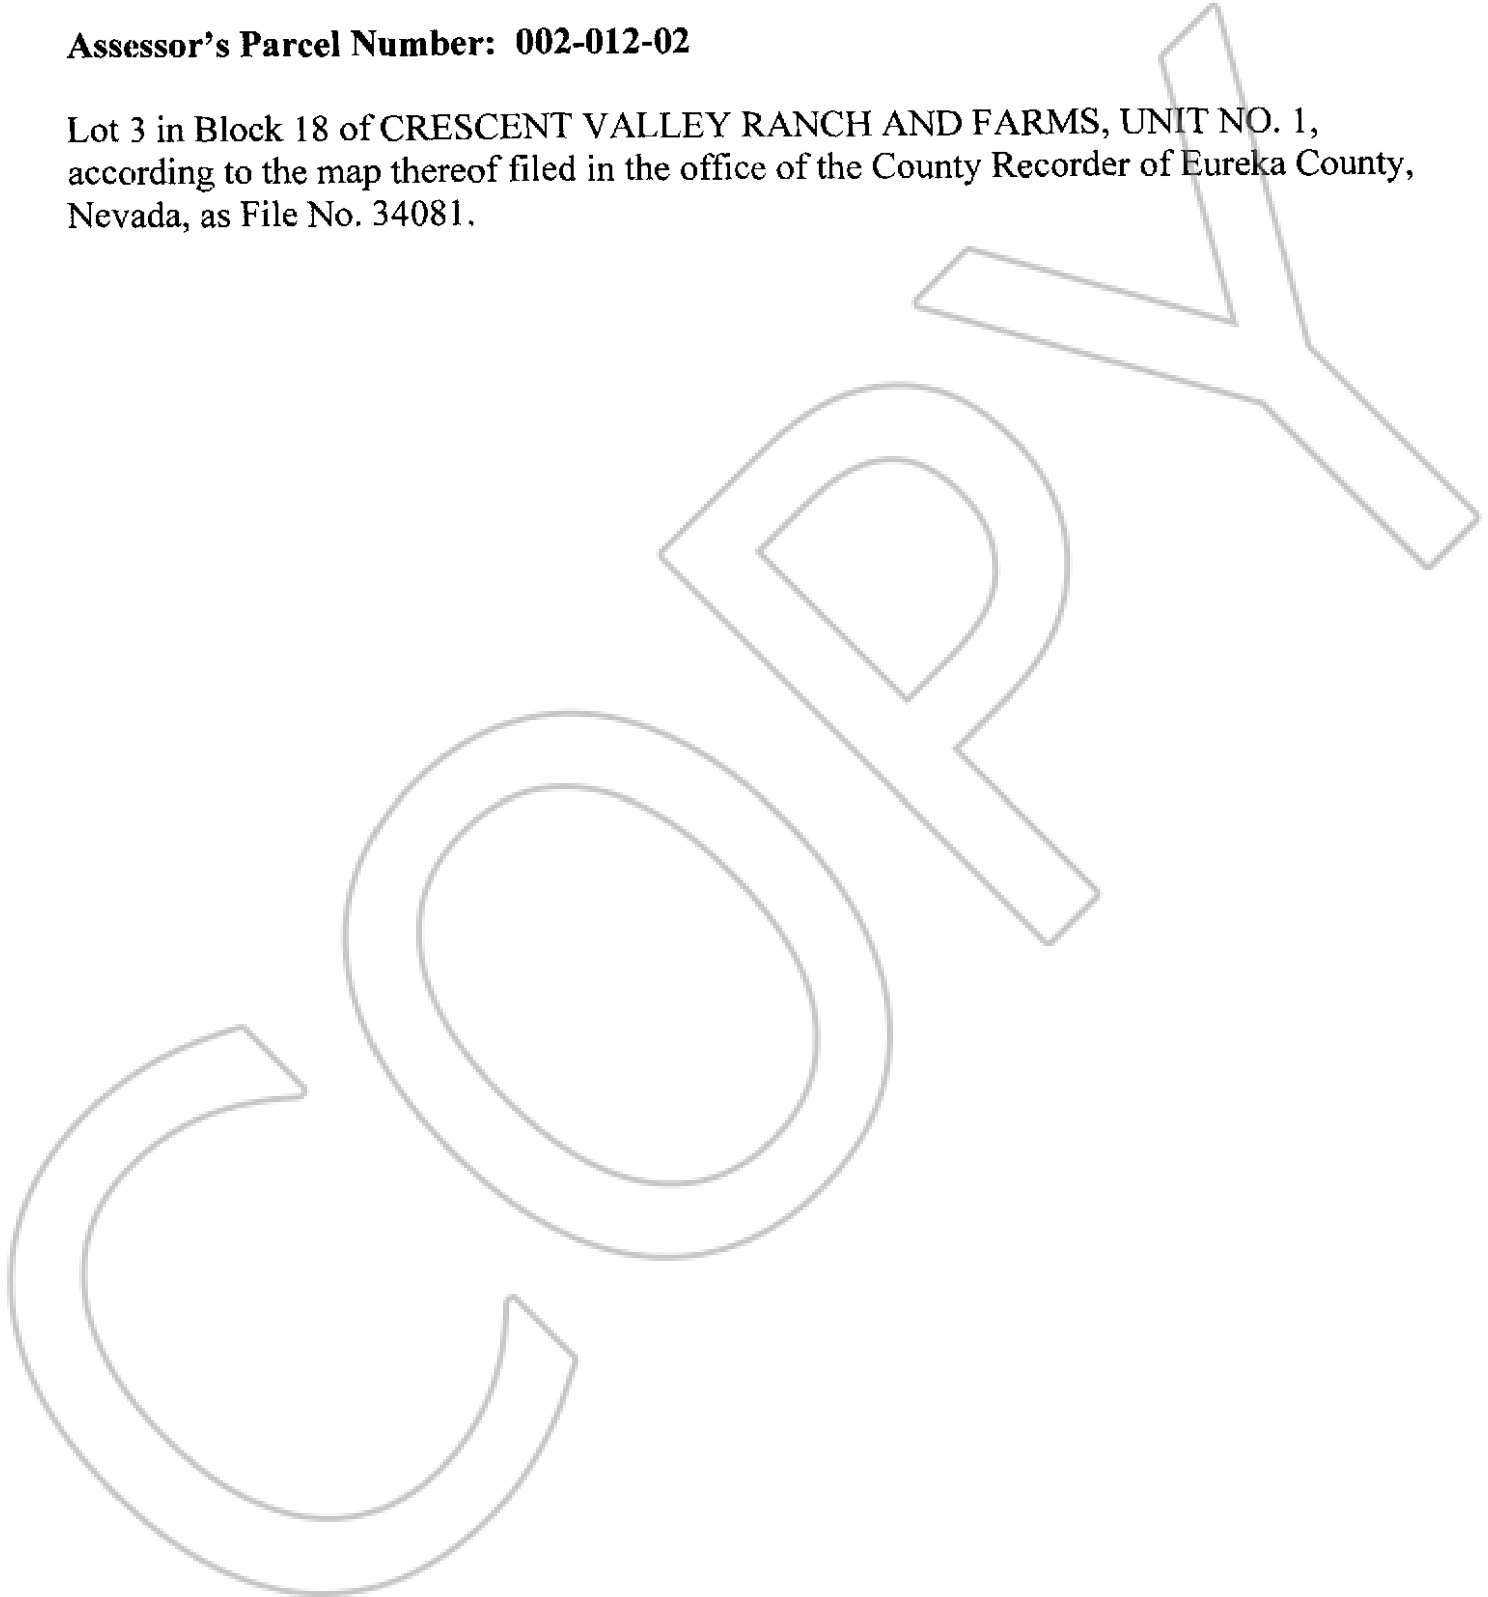 Assessor's Parcel Number: 002-012-02
Lot 3 in Block 18 of CRESCENT VALLEY RANCH AND FARMS, UNIT NO. 1,
according to the map thereof filed in the office of the County Recorder of Eureka County,
Nevada, as File No. 34081.
COPY